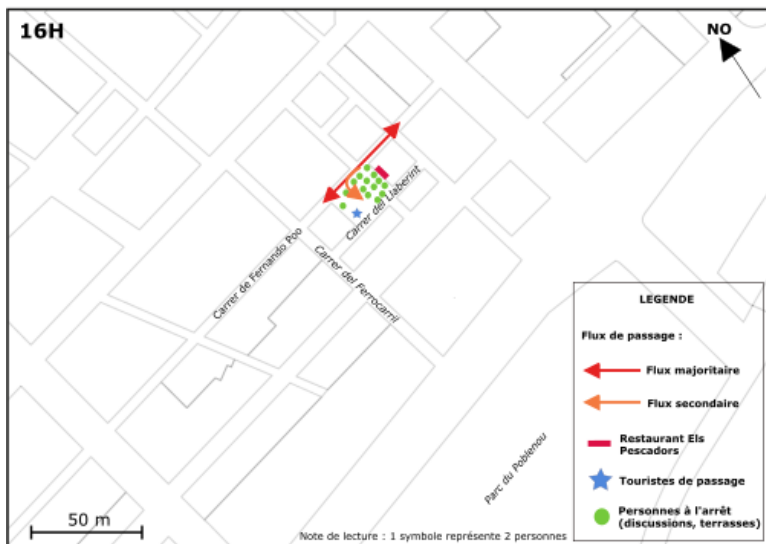 16H
NO
Carrer del Llaberint
Carrer de Fernando Poo
Carrer del Ferrocarril
Parc du Poblenou
LEGENDE
Flux de passage :
Flux majoritaire
Flux secondaire
Restaurant Els
Pescadors
Touristes de passage
Personnes à l'arrêt
(discussions, terrasses)
50 m
Note de lecture : 1 symbole représente 2 personnes